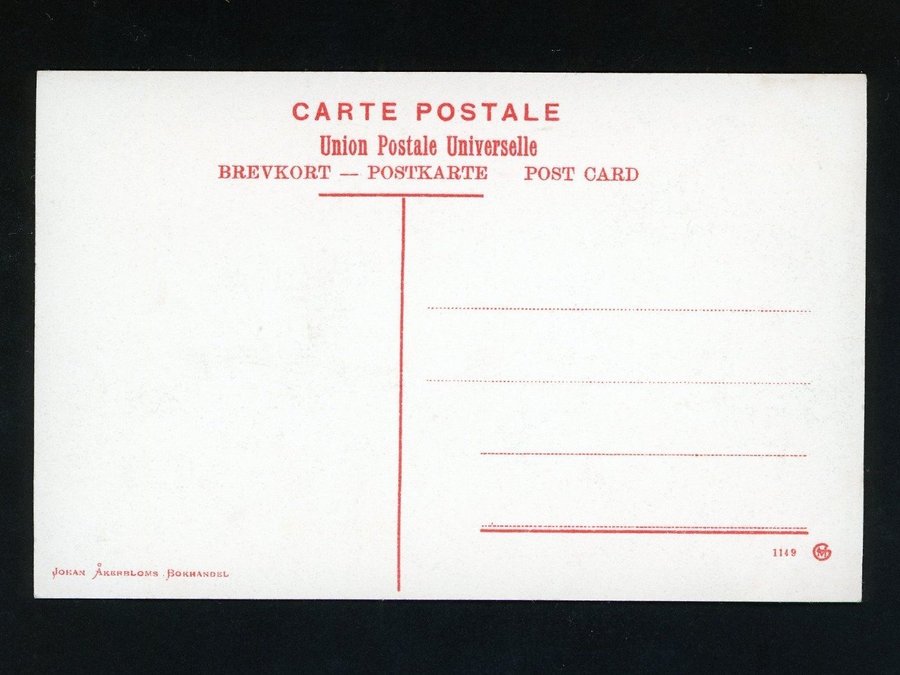 CARTE POSTALE
Union Postale Universelle
BREVKORT — POSTKARTE POST CARD
1149
JOHAN ÅKERBLOMS BOKHANDEL